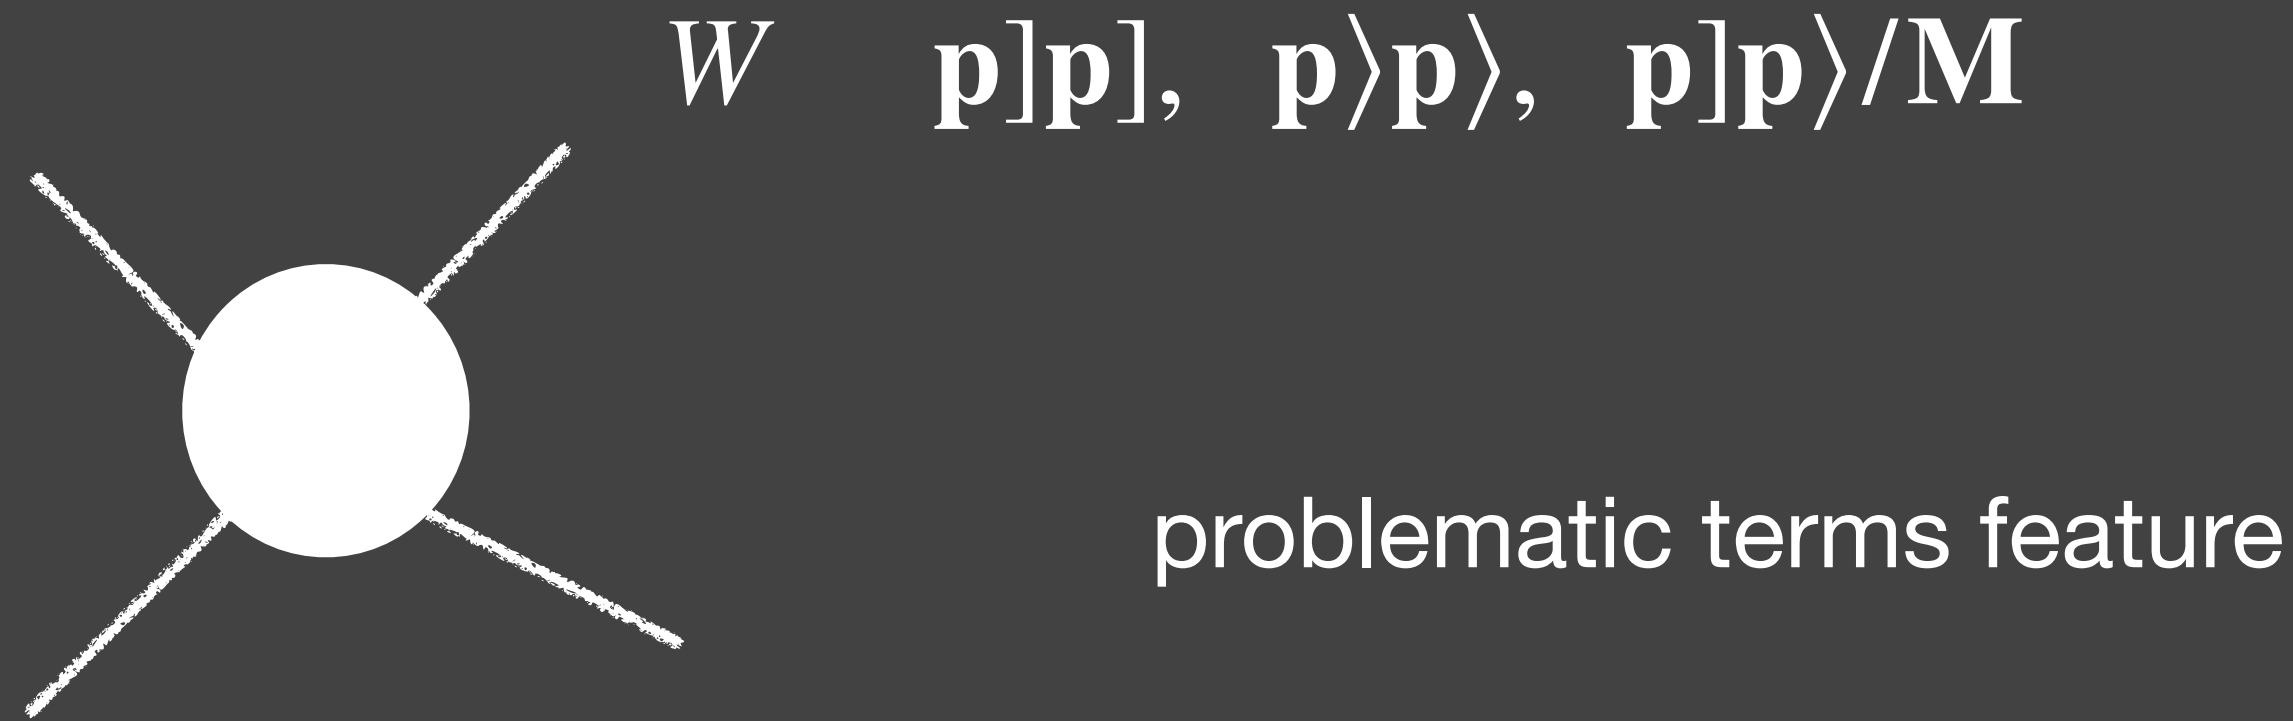 W p]p], p⟩p⟩, p]p⟩/M
problematic terms feature